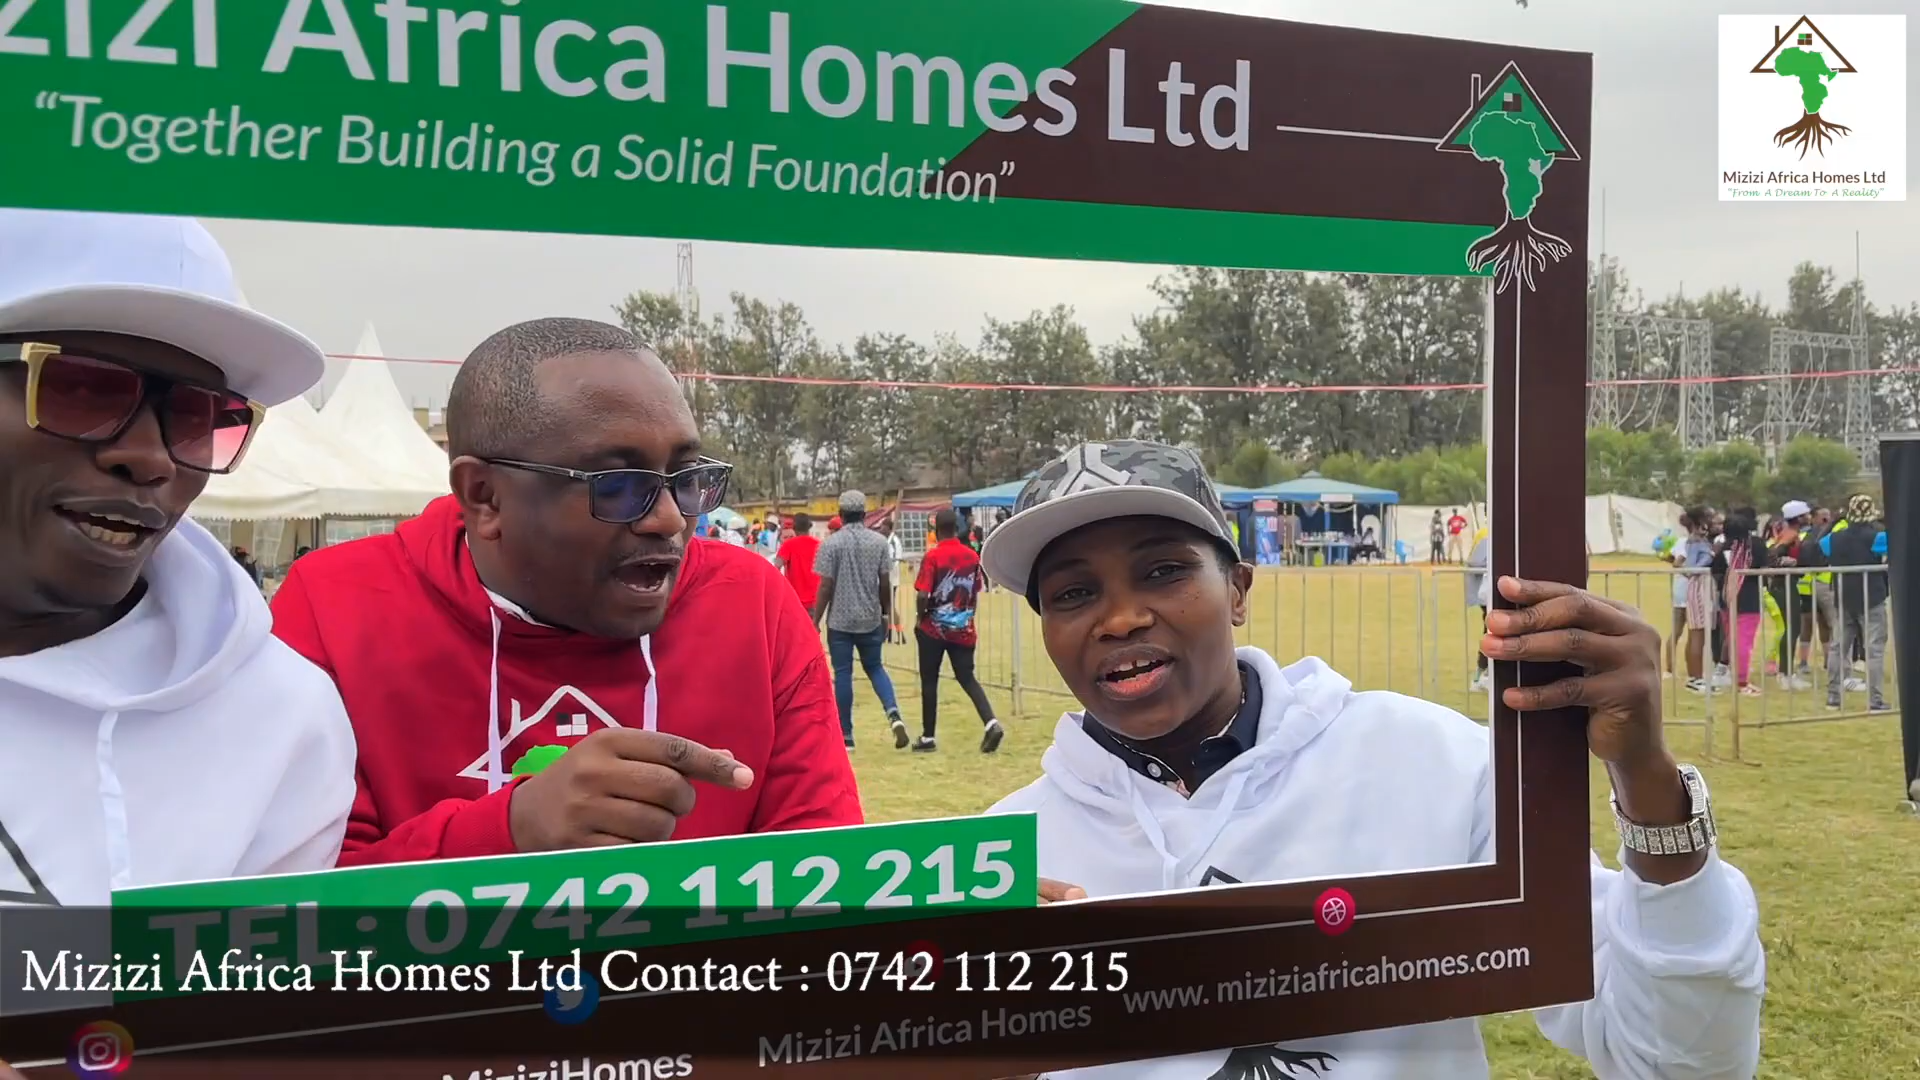 zizi Africa Homes Ltd
“Together Building a Solid Foundation”
Mizizi Africa Homes Ltd
"From A Dream To A Reality"
TEL: 0742 112 215
Mizizi Africa Homes Ltd Contact : 0742 112 215
www. miziziafricahomes.com
Mizizi Africa Homes
MiziziHomes